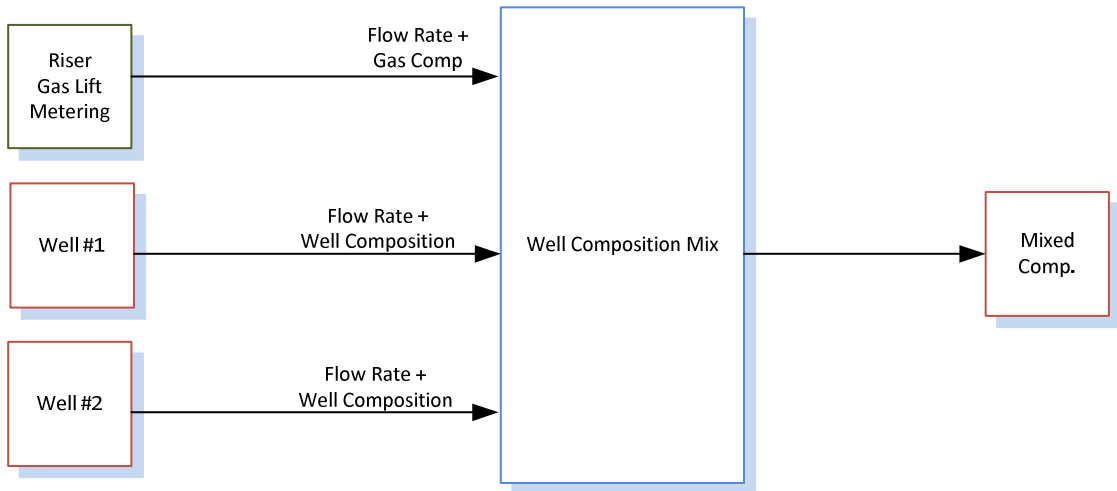 Riser
Gas Lift
Metering
Flow Rate +
Gas Comp
Well #1
Flow Rate +
Well Composition
Well Composition Mix
Mixed
Comp.
Well #2
Flow Rate +
Well Composition